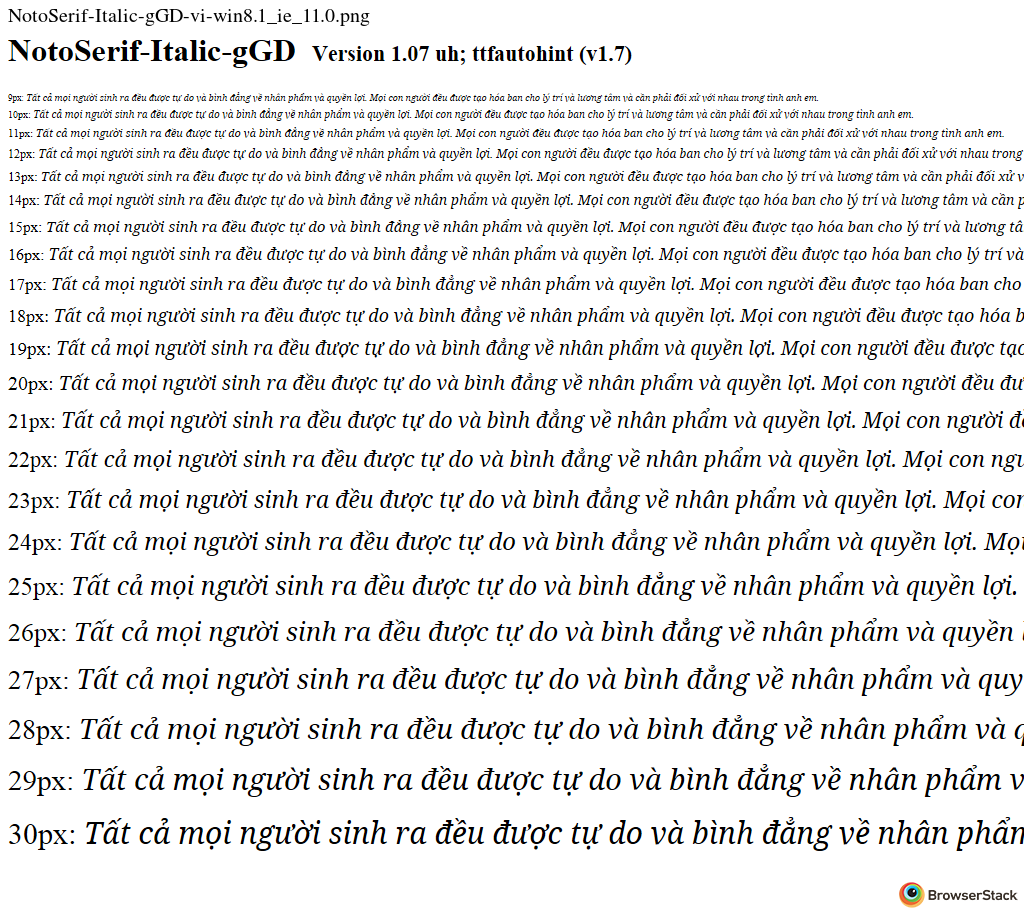 NotoSerif-Italic-gGD-vi-win8.1_ie_11.0.png
NotoSerif-Italic-gGD Version 1.07 uh; ttfautohint (v1.7)
9px: Tất cả mọi người sinh ra đều được tự do và bình đẳng về nhân phẩm và quyền lợi. Mọi con người đều được tạo hóa ban cho lý trí và lương tâm và cần phải đối xử với nhau trong tình anh em.
10px: Tất cả mọi người sinh ra đều được tự do và bình đẳng về nhân phẩm và quyền lợi. Mọi con người đều được tạo hóa ban cho lý trí và lương tâm và cần phải đối xử với nhau trong tình anh em.
11px: Tất cả mọi người sinh ra đều được tự do và bình đẳng về nhân phẩm và quyền lợi. Mọi con người đều được tạo hóa ban cho lý trí và lương tâm và cần phải đối xử với nhau trong tình anh em.
12px: Tất cả mọi người sinh ra đều được tự do và bình đẳng về nhân phẩm và quyền lợi. Mọi con người đều được tạo hóa ban cho lý trí và lương tâm và cần phải đối xử với nhau trong
13px: Tất cả mọi người sinh ra đều được tự do và bình đẳng về nhân phẩm và quyền lợi. Mọi con người đều được tạo hóa ban cho lý trí và lương tâm và cần phải đối xử v
14px: Tất cả mọi người sinh ra đều được tự do và bình đẳng về nhân phẩm và quyền lợi. Mọi con người đều được tạo hóa ban cho lý trí và lương tâm và cần p
15px: Tất cả mọi người sinh ra đều được tự do và bình đẳng về nhân phẩm và quyền lợi. Mọi con người đều được tạo hóa ban cho lý trí và lương tâ
16px: Tất cả mọi người sinh ra đều được tự do và bình đẳng về nhân phẩm và quyền lợi. Mọi con người đều được tạo hóa ban cho lý trí và
17px: Tất cả mọi người sinh ra đều được tự do và bình đẳng về nhân phẩm và quyền lợi. Mọi con người đều được tạo hóa ban cho
18px: Tất cả mọi người sinh ra đều được tự do và bình đẳng về nhân phẩm và quyền lợi. Mọi con người đều được tạo hóa b
19px: Tất cả mọi người sinh ra đều được tự do và bình đẳng về nhân phẩm và quyền lợi. Mọi con người đều được tạo
20px: Tất cả mọi người sinh ra đều được tự do và bình đẳng về nhân phẩm và quyền lợi. Mọi con người đều đư
21px: Tất cả mọi người sinh ra đều được tự do và bình đẳng về nhân phẩm và quyền lợi. Mọi con người đề
22px: Tất cả mọi người sinh ra đều được tự do và bình đẳng về nhân phẩm và quyền lợi. Mọi con ngư
23px: Tất cả mọi người sinh ra đều được tự do và bình đẳng về nhân phẩm và quyền lợi. Mọi con
24px: Tất cả mọi người sinh ra đều được tự do và bình đẳng về nhân phẩm và quyền lợi. Mọi
25px: Tất cả mọi người sinh ra đều được tự do và bình đẳng về nhân phẩm và quyền lợi.
26px: Tất cả mọi người sinh ra đều được tự do và bình đẳng về nhân phẩm và quyền l
27px: Tất cả mọi người sinh ra đều được tự do và bình đẳng về nhân phẩm và quy
28px: Tất cả mọi người sinh ra đều được tự do và bình đẳng về nhân phẩm và q
29px: Tất cả mọi người sinh ra đều được tự do và bình đẳng về nhân phẩm v
30px: Tất cả mọi người sinh ra đều được tự do và bình đẳng về nhân phẩm
BrowserStack